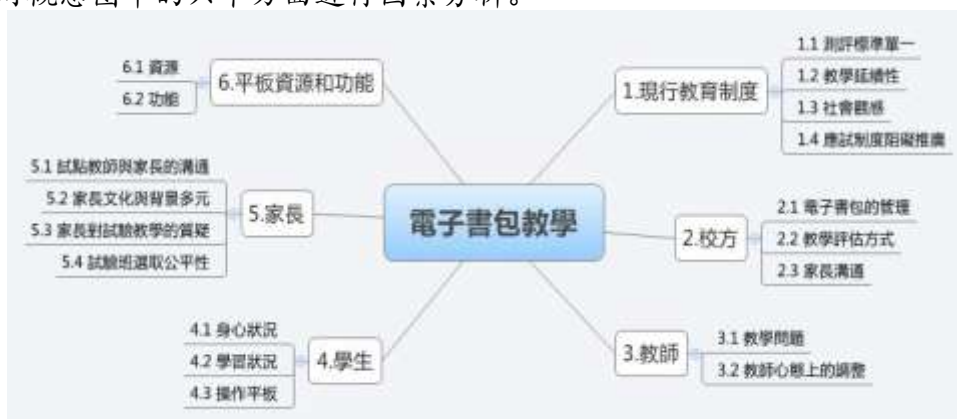 電子書包教學
1.現行教育制度
1.1 測評標準單一
1.2 教學延續性
1.3 社會觀感
1.4 應試制度阻礙推廣
2.校方
2.1 電子書包的管理
2.2 教學評估方式
2.3 家長溝通
3.教師
3.1 教學問題
3.2 教師心態上的調整
4.學生
4.1 身心狀況
4.2 學習狀況
4.3 操作平板
5.家長
5.1 試點教師與家長的溝通
5.2 家長文化與背景多元
5.3 家長對試驗教學的質疑
5.4 試驗班選取公平性
6.平板資源和功能
6.1 資源
6.2 功能